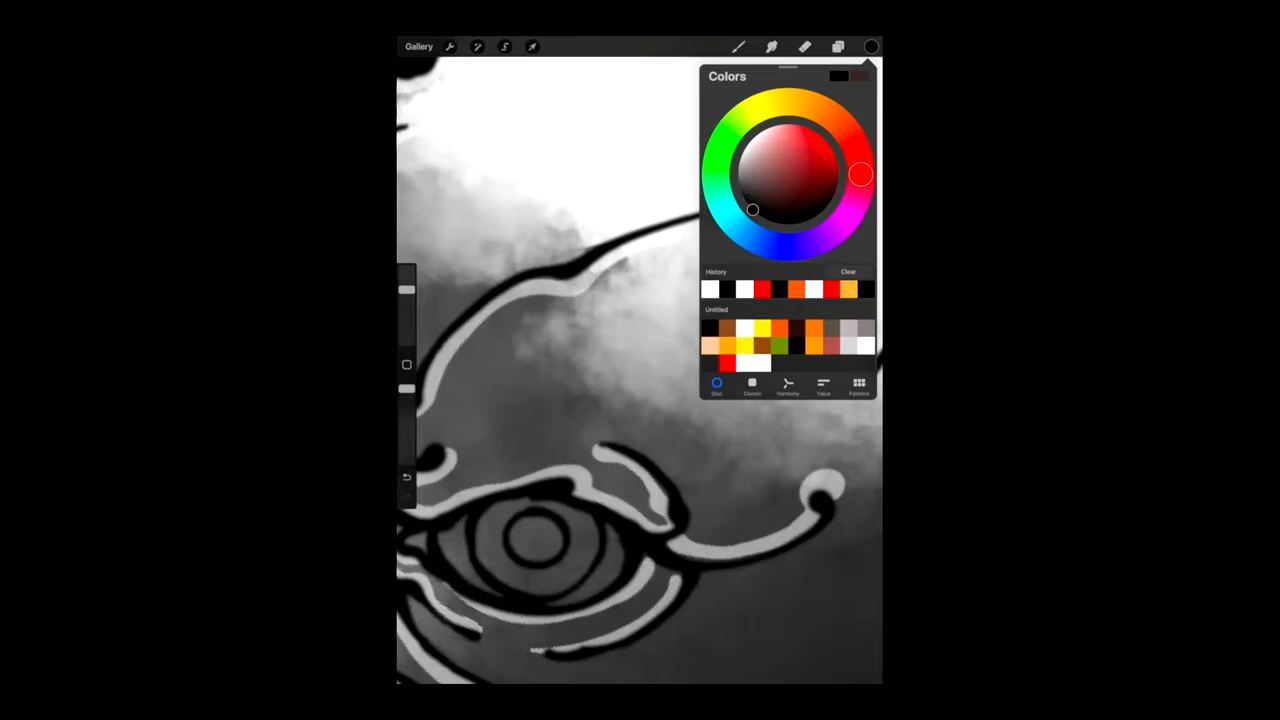 Gallery
Colors
History Clear
Untitled
Disc Classic Harmony Value Palettes